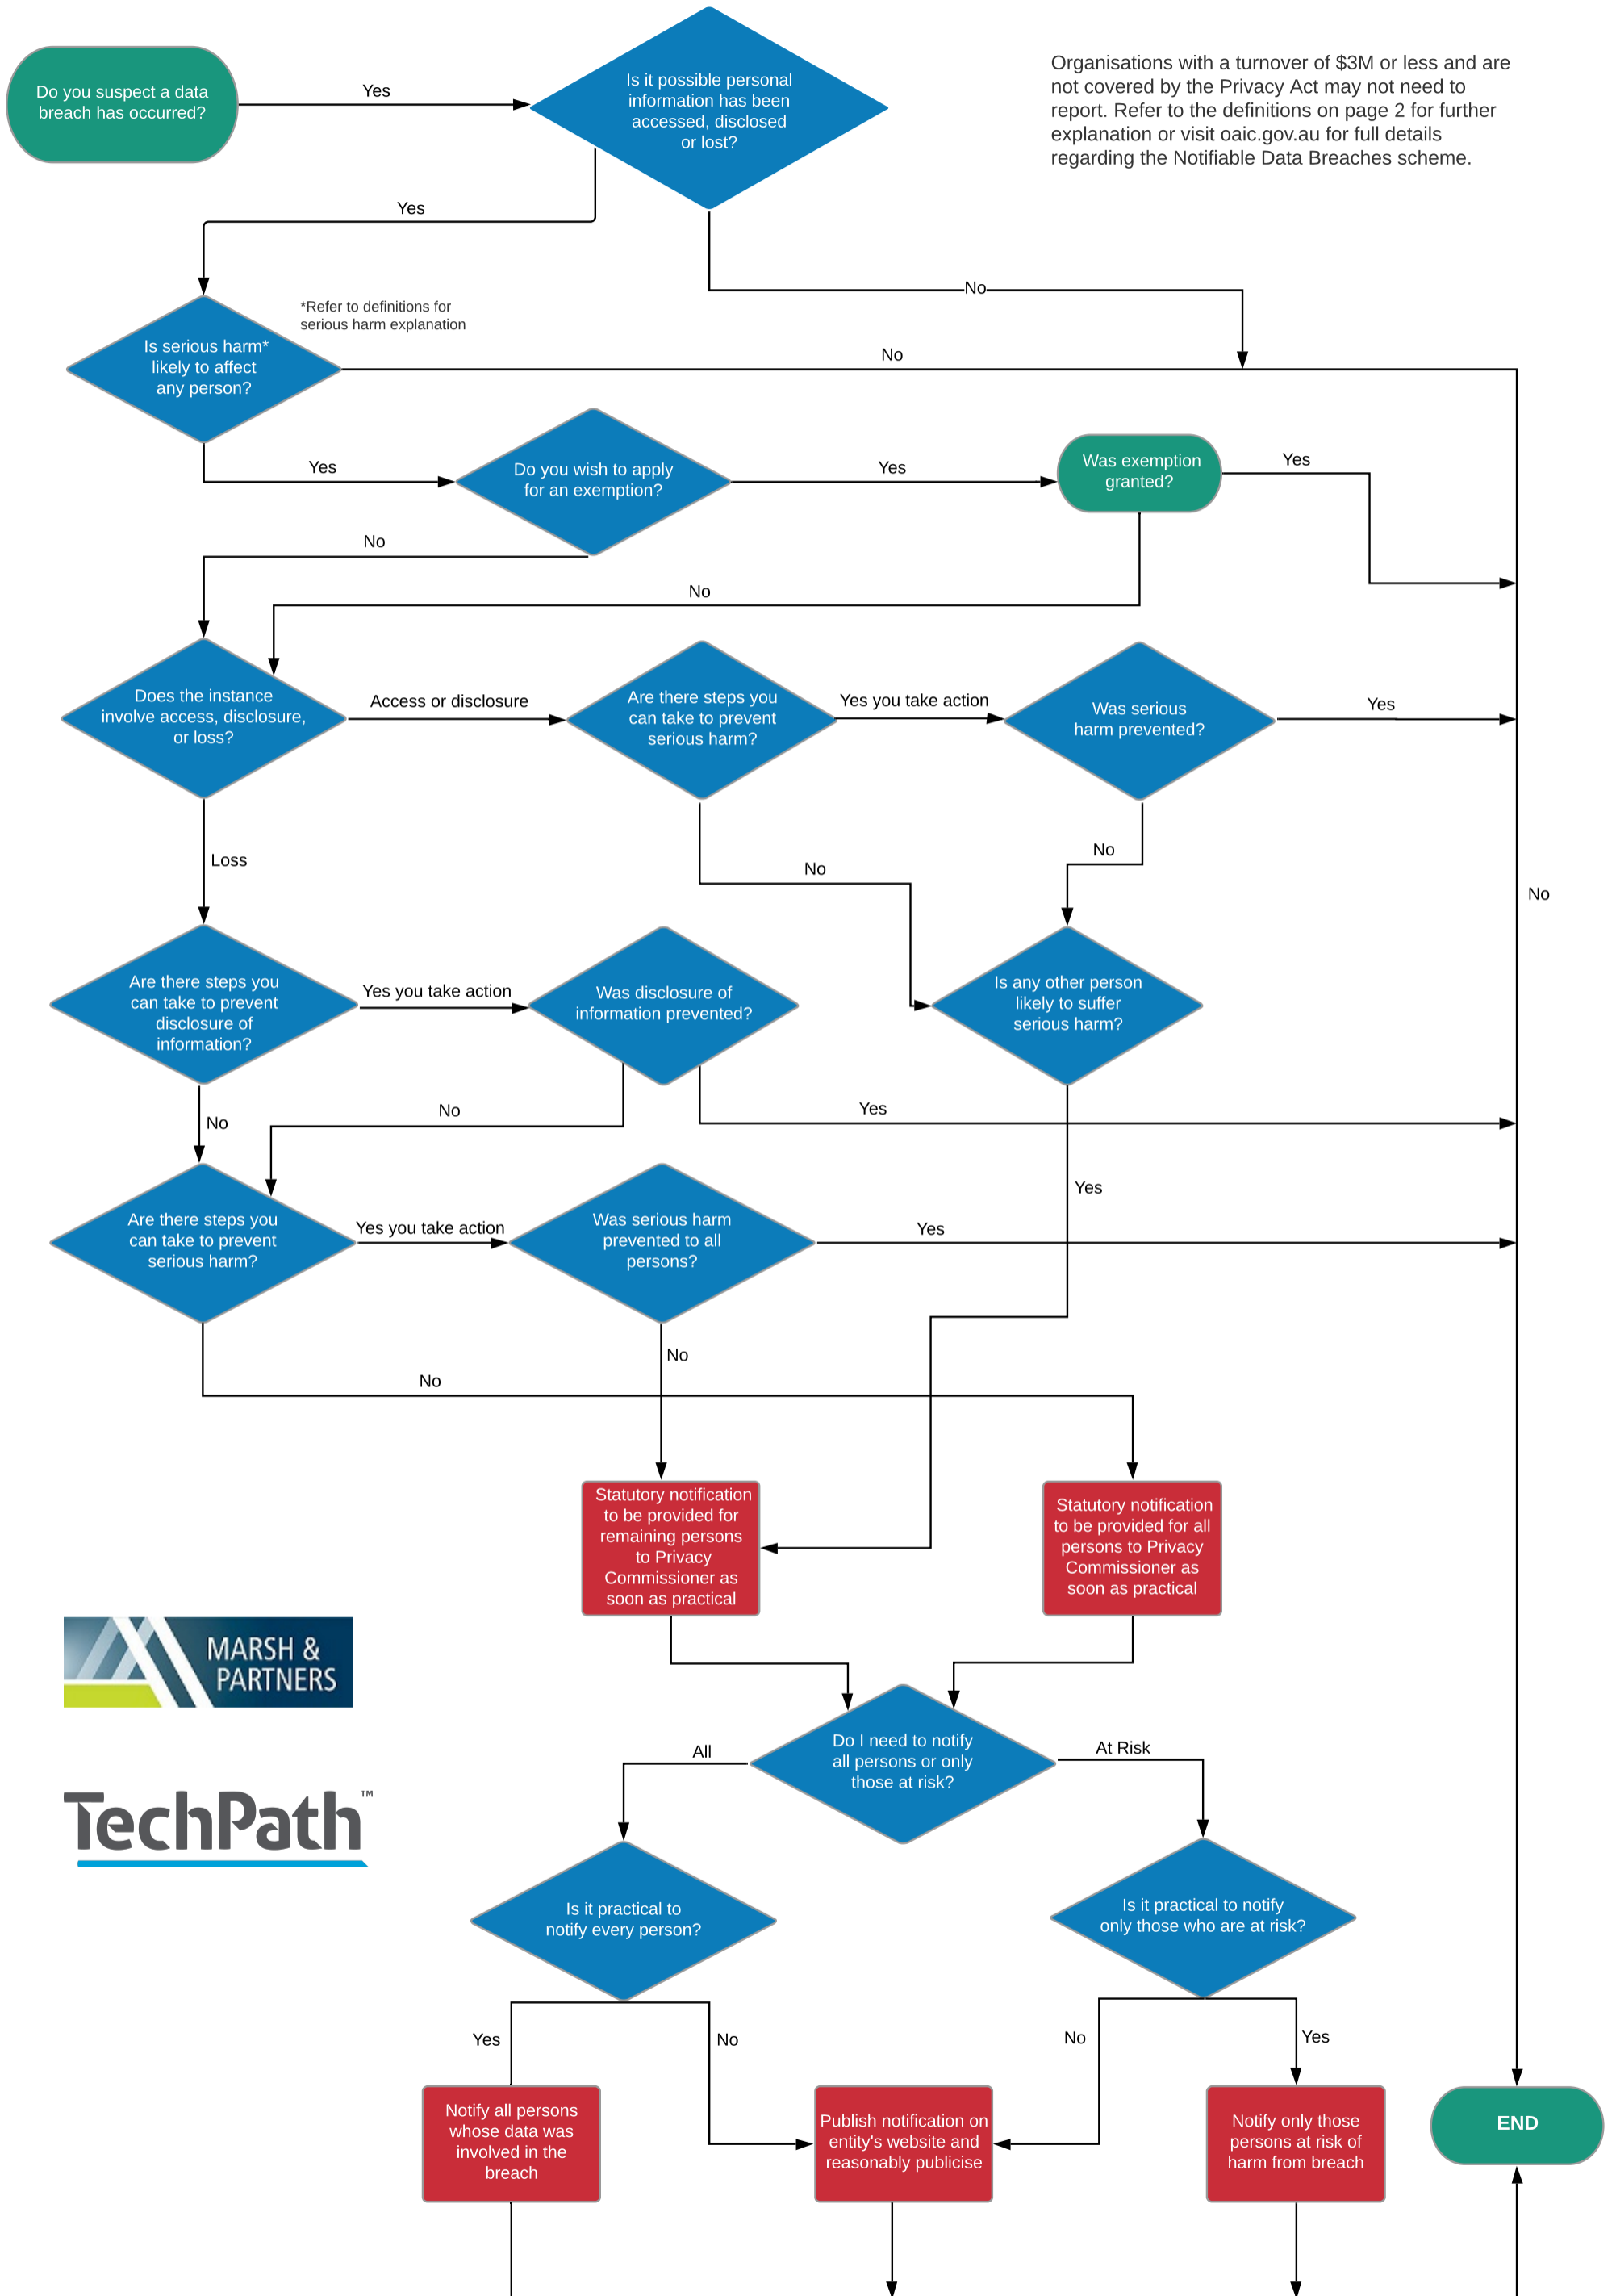 Do you suspect a data
breach has occurred?
Yes
Is it possible personal
information has been
accessed, disclosed
or lost?
Organisations with a turnover of $3M or less and are
not covered by the Privacy Act may not need to
report. Refer to the definitions on page 2 for further
explanation or visit oaic.gov.au for full details
regarding the Notifiable Data Breaches scheme.
Yes
No
*Refer to definitions for
serious harm explanation
Is serious harm*
likely to affect
any person?
No
Yes
Do you wish to apply
for an exemption?
Yes
Was exemption
granted?
Yes
No
No
Does the instance
involve access, disclosure,
or loss?
Access or disclosure
Are there steps you
can take to prevent
serious harm?
Yes you take action
Was serious
harm prevented?
Yes
Loss
No
No
No
Are there steps you
can take to prevent
disclosure of
information?
Yes you take action
Was disclosure of
information prevented?
Is any other person
likely to suffer
serious harm?
No
No
Yes
Yes
Are there steps you
can take to prevent
serious harm?
Yes you take action
Was serious harm
prevented to all
persons?
Yes
No
No
Statutory notification
to be provided for
remaining persons
to Privacy
Commissioner as
soon as practical
Statutory notification
to be provided for all
persons to Privacy
Commissioner as
soon as practical
MARSH &
PARTNERS
TechPath™
Do I need to notify
all persons or only
those at risk?
All
At Risk
Is it practical to
notify every person?
Is it practical to notify
only those who are at risk?
Yes
No
No
Yes
Notify all persons
whose data was
involved in the
breach
Publish notification on
entity's website and
reasonably publicise
Notify only those
persons at risk of
harm from breach
END